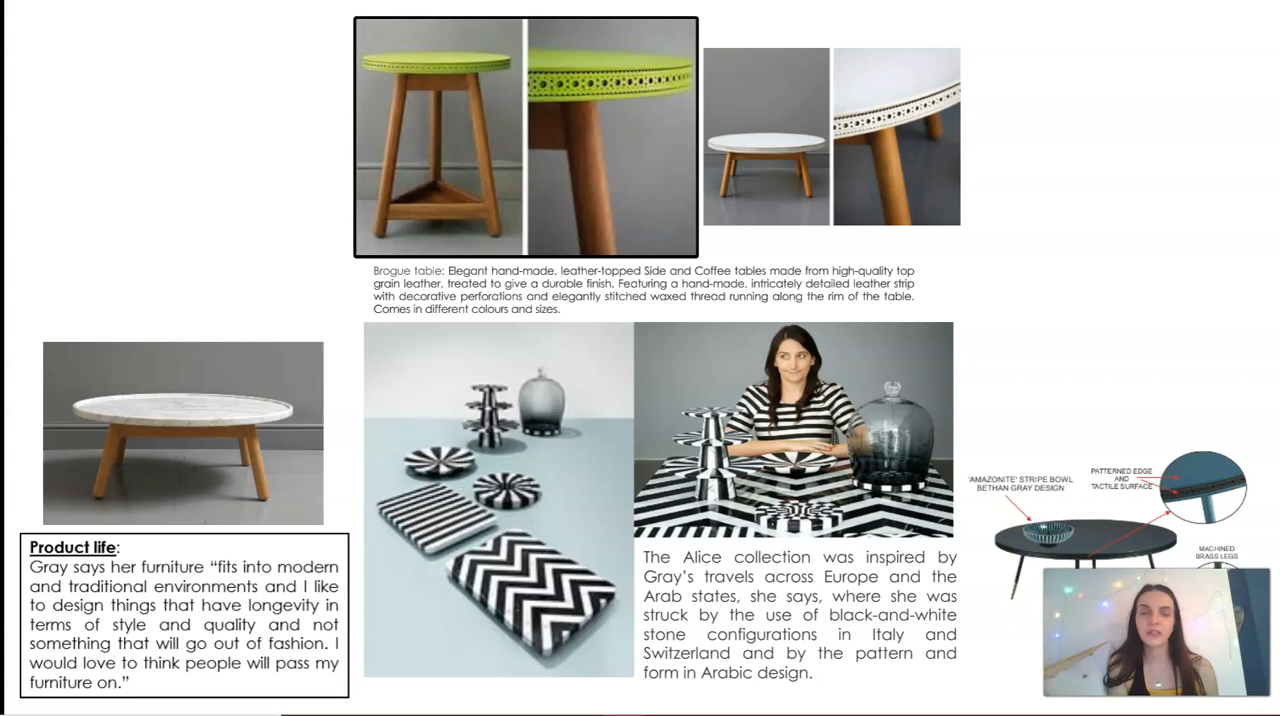 Brogue table: Elegant hand-made, leather-topped Side and Coffee tables made from high-quality top
grain leather, treated to give a durable finish. Featuring a hand-made, intricately detailed leather strip
with decorative perforations and elegantly stitched waxed thread running along the rim of the table.
Comes in different colours and sizes.
Product life:
Gray says her furniture “fits into modern
and traditional environments and I like
to design things that have longevity in
terms of style and quality and not
something that will go out of fashion. I
would love to think people will pass my
furniture on.”
The Alice collection was inspired by
Gray’s travels across Europe and the
Arab states, she says, where she was
struck by the use of black-and-white
stone configurations in Italy and
Switzerland and by the pattern and
form in Arabic design.
'AMAZONITE' STRIPE BOWL
BETHAN GRAY DESIGN
PATTERNED EDGE
AND
TACTILE SURFACE
MACHINED
BRASS LEGS